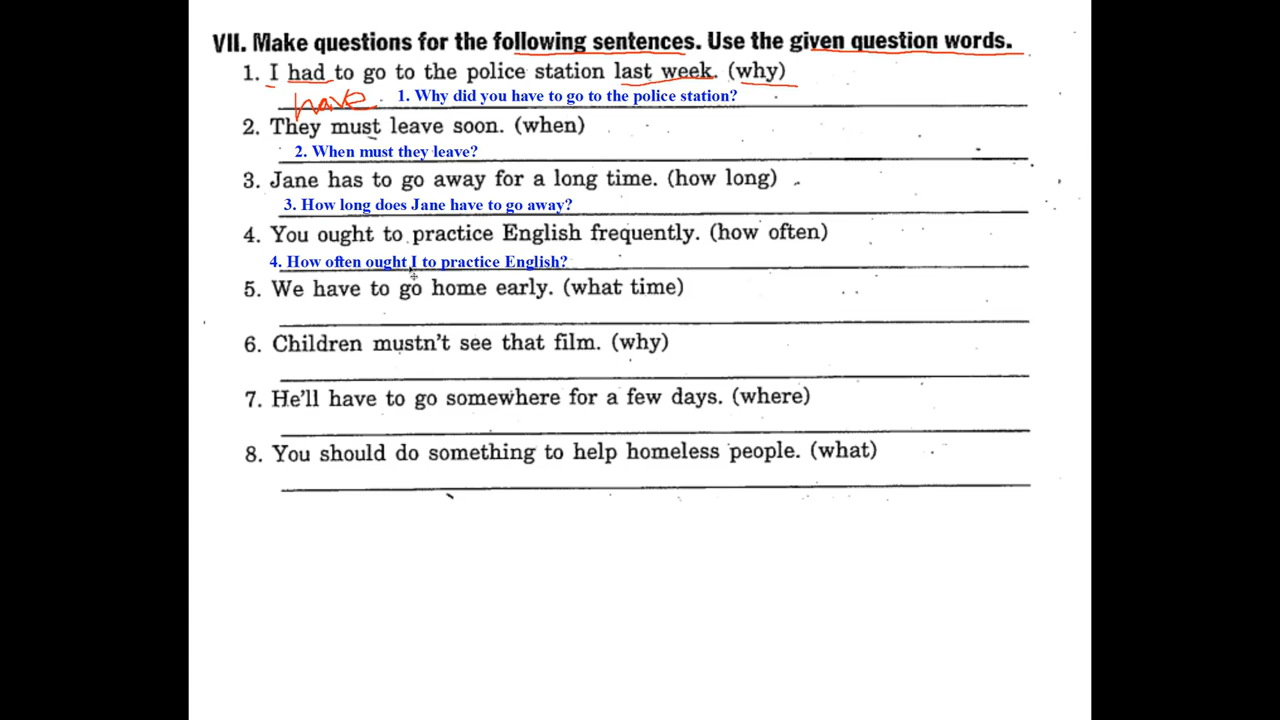 VII. Make questions for the following sentences. Use the given question words.
1. I had to go to the police station last week. (why)
have 1. Why did you have to go to the police station?
2. They must leave soon. (when)
2. When must they leave?
3. Jane has to go away for a long time. (how long)
3. How long does Jane have to go away?
4. You ought to practice English frequently. (how often)
4. How often ought I to practice English?
5. We have to go home early. (what time)
6. Children mustn't see that film. (why)
7. He'll have to go somewhere for a few days. (where)
8. You should do something to help homeless people. (what)